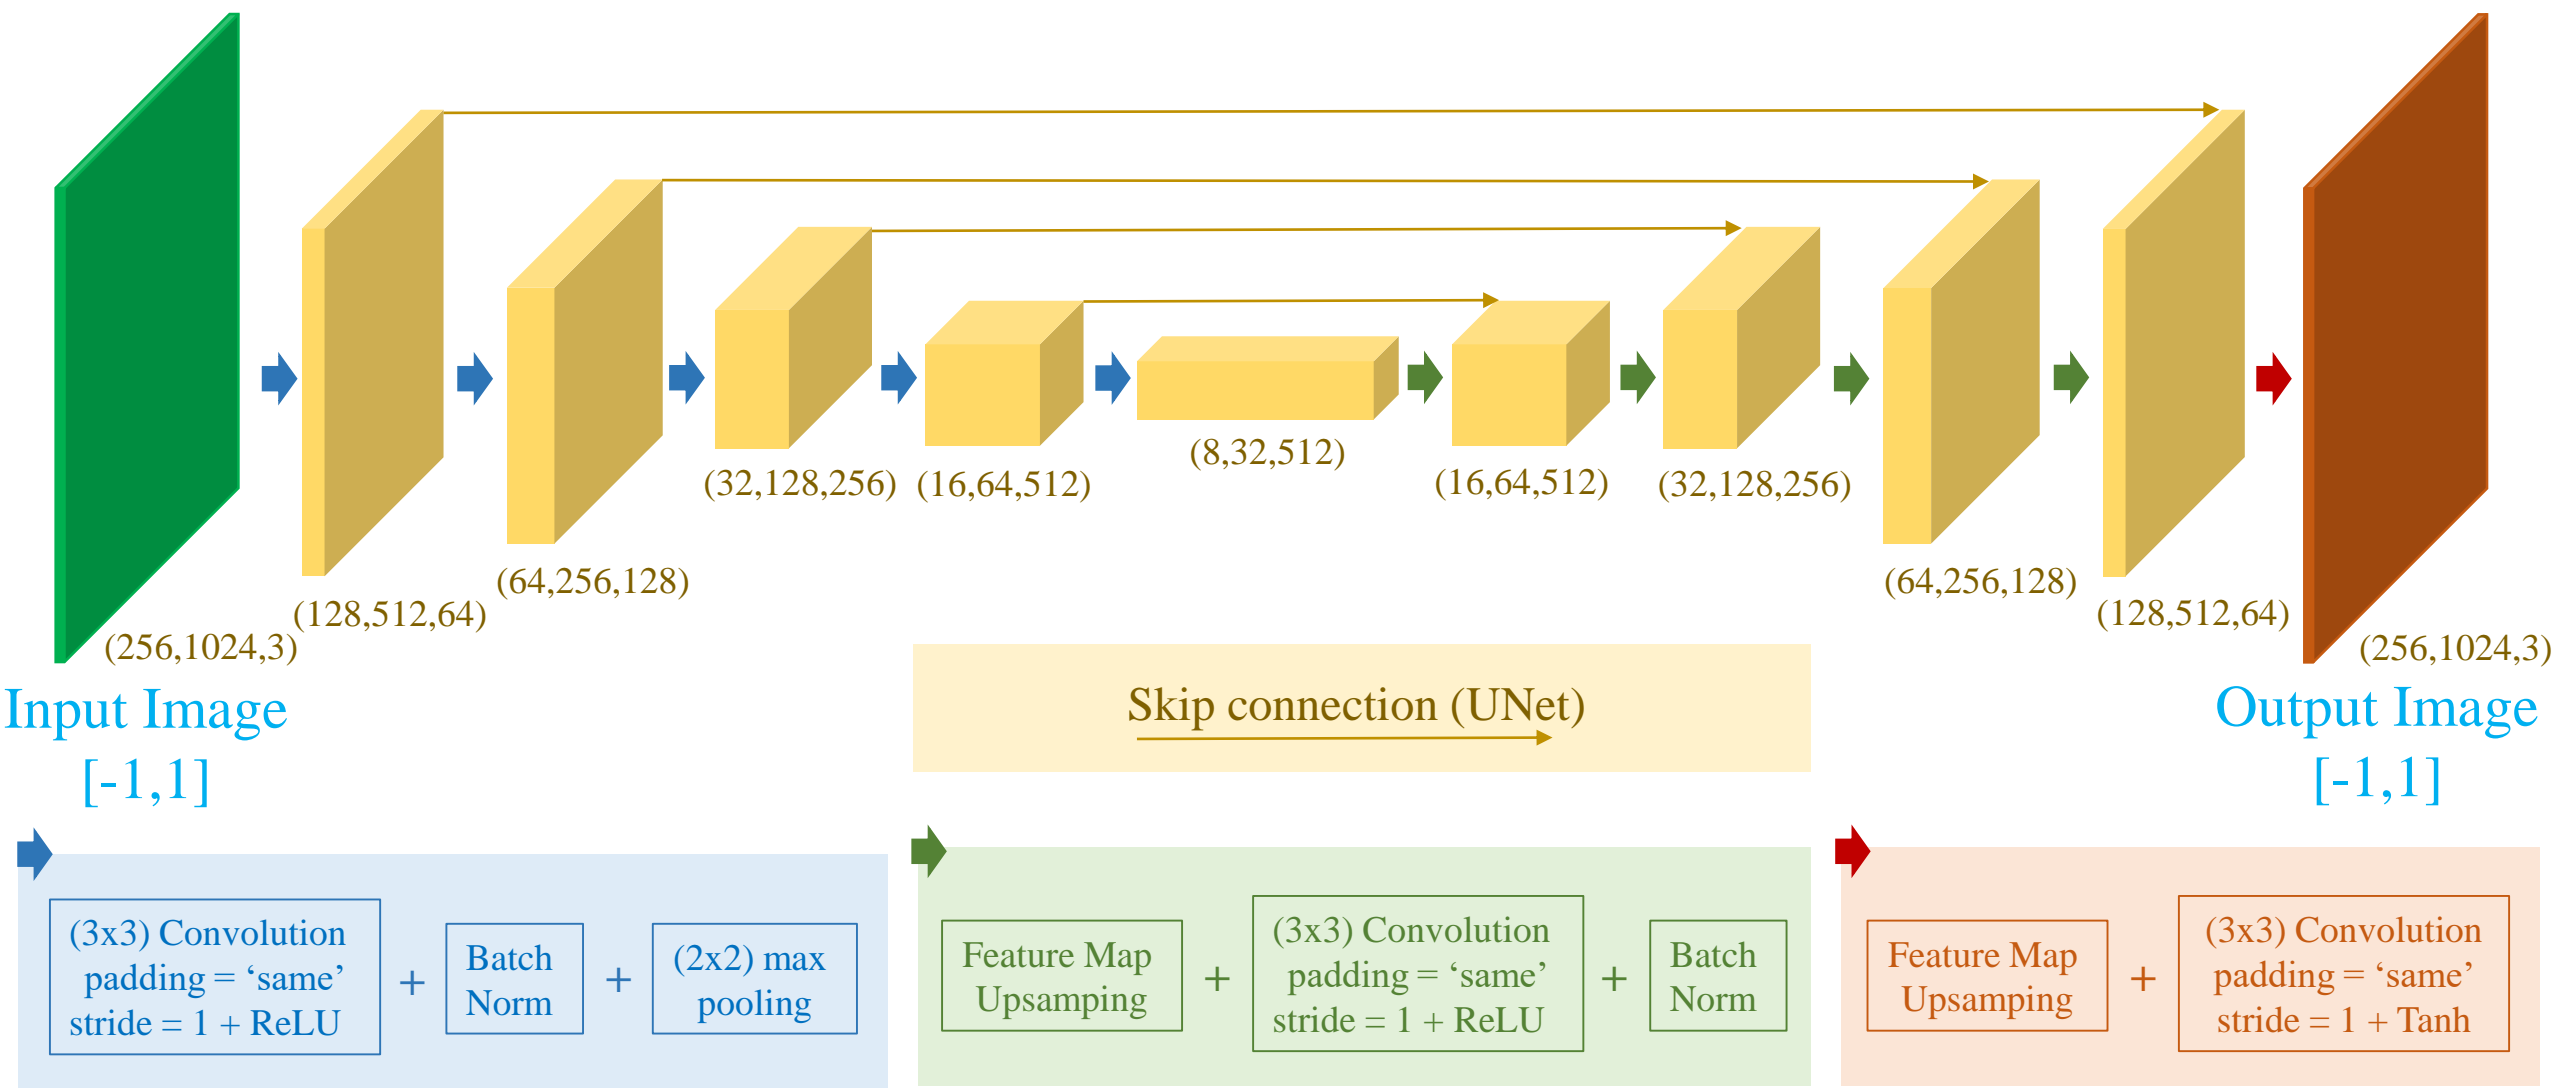 (256,1024,3)
(128,512,64)
(64,256,128)
(32,128,256)
(16,64,512)
(8,32,512)
(16,64,512)
(32,128,256)
(64,256,128)
(128,512,64)
(256,1024,3)
Input Image
[-1,1]
Skip connection (UNet)
Output Image
[-1,1]
(3x3) Convolution
padding = ‘same’
stride = 1 + ReLU
+
Batch
Norm
+
(2x2) max
pooling
Feature Map
Upsamping
+
(3x3) Convolution
padding = ‘same’
stride = 1 + ReLU
+
Batch
Norm
Feature Map
Upsamping
+
(3x3) Convolution
padding = ‘same’
stride = 1 + Tanh